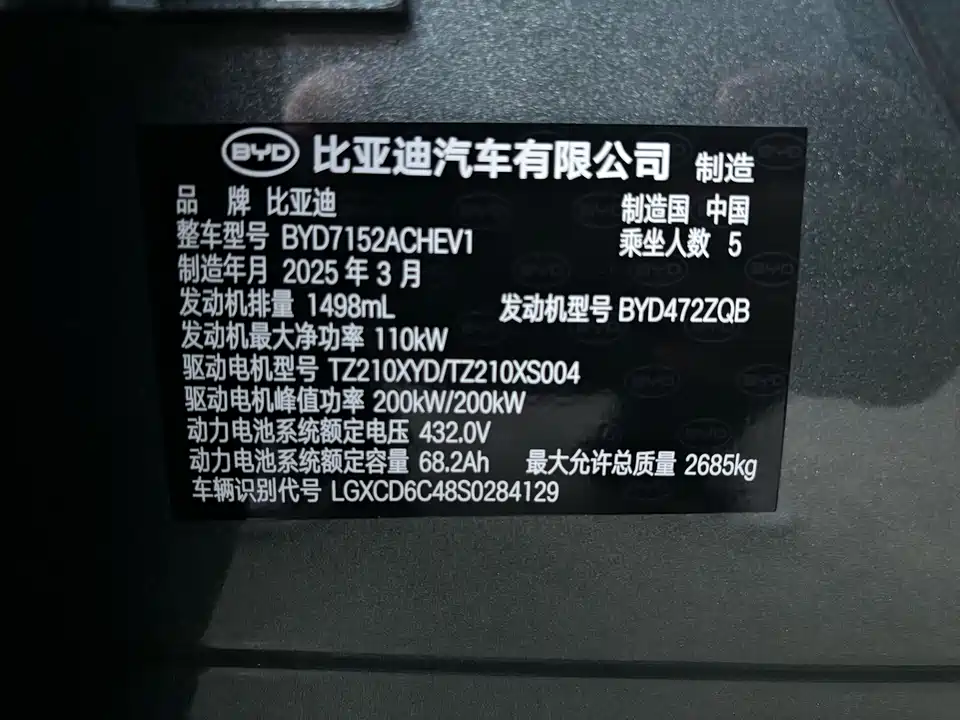 BYD 比亚迪汽车有限公司 制造
品 牌 比亚迪 制造国 中国
整车型号 BYD7152ACHEV1 乘坐人数 5
制造年月 2025 年 3 月
发动机排量 1498mL 发动机型号 BYD472ZQB
发动机最大净功率 110kW
驱动电机型号 TZ210XYD/TZ210XS004
驱动电机峰值功率 200kW/200kW
动力电池系统额定电压 432.0V
动力电池系统额定容量 68.2Ah 最大允许总质量 2685kg
车辆识别代号 LGXCD6C48S0284129